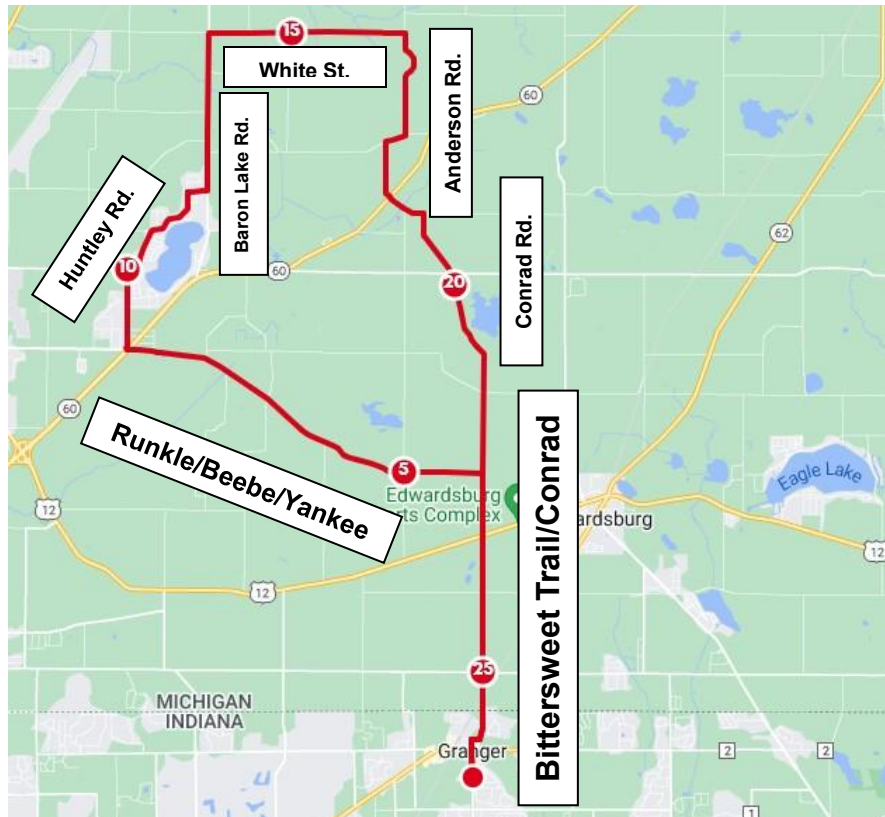 15
White St.
Anderson Rd.
60
Baron Lake Rd.
Huntley Rd.
Conrad Rd.
62
10
60
20
60
Runkle/Beebe/Yankee
5
Edwardsburg
rts Complex
ardsburg
Eagle Lake
12
12
12
Bittersweet Trail/Conrad
25
MICHIGAN
INDIANA
Granger
2
2
1